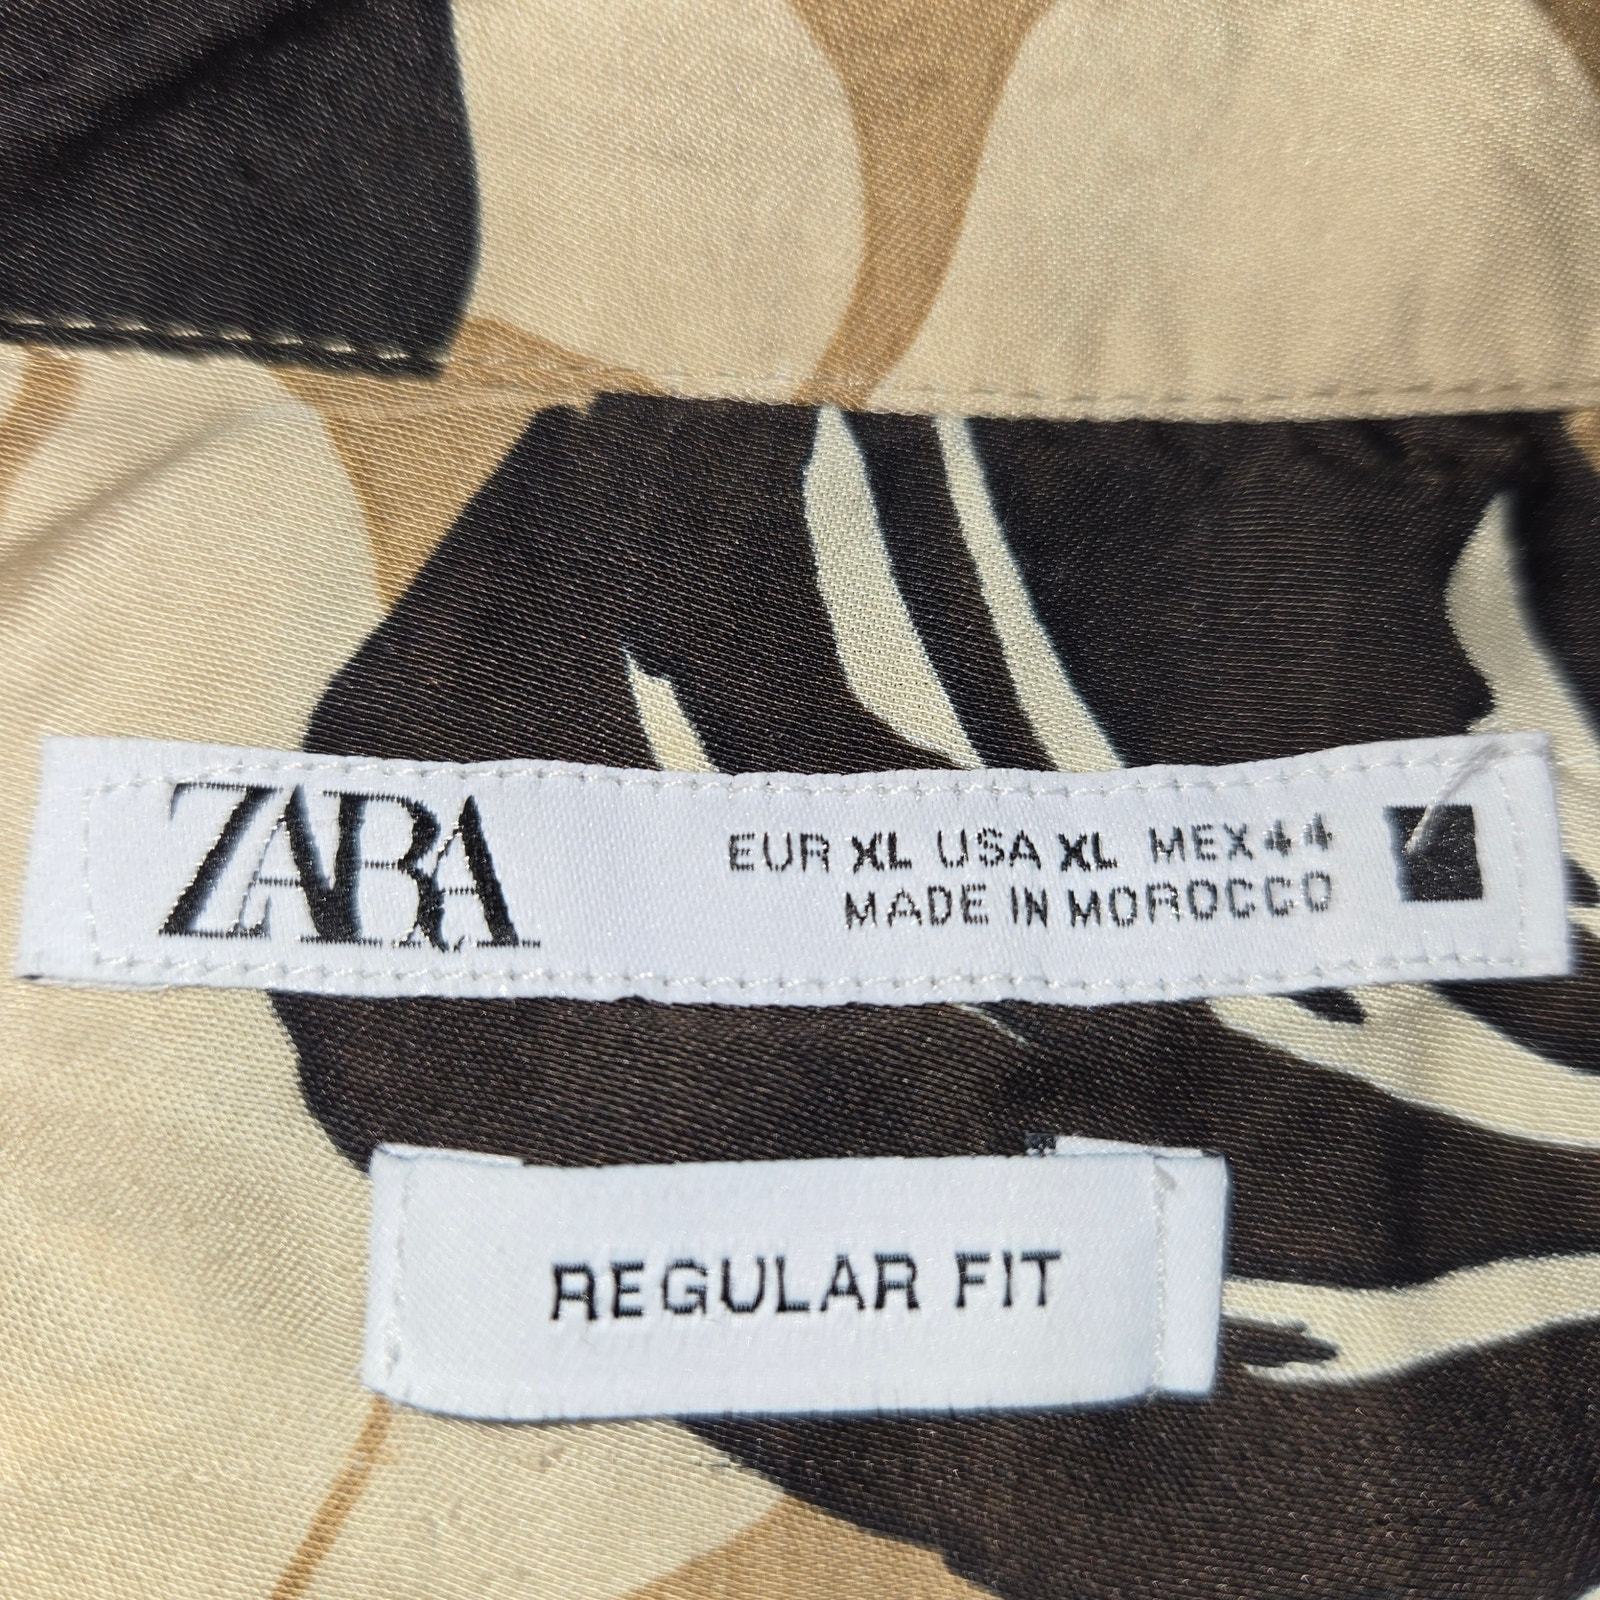 ZARA
EUR XL USA XL MEX 44
MADE IN MOROCCO
REGULAR FIT